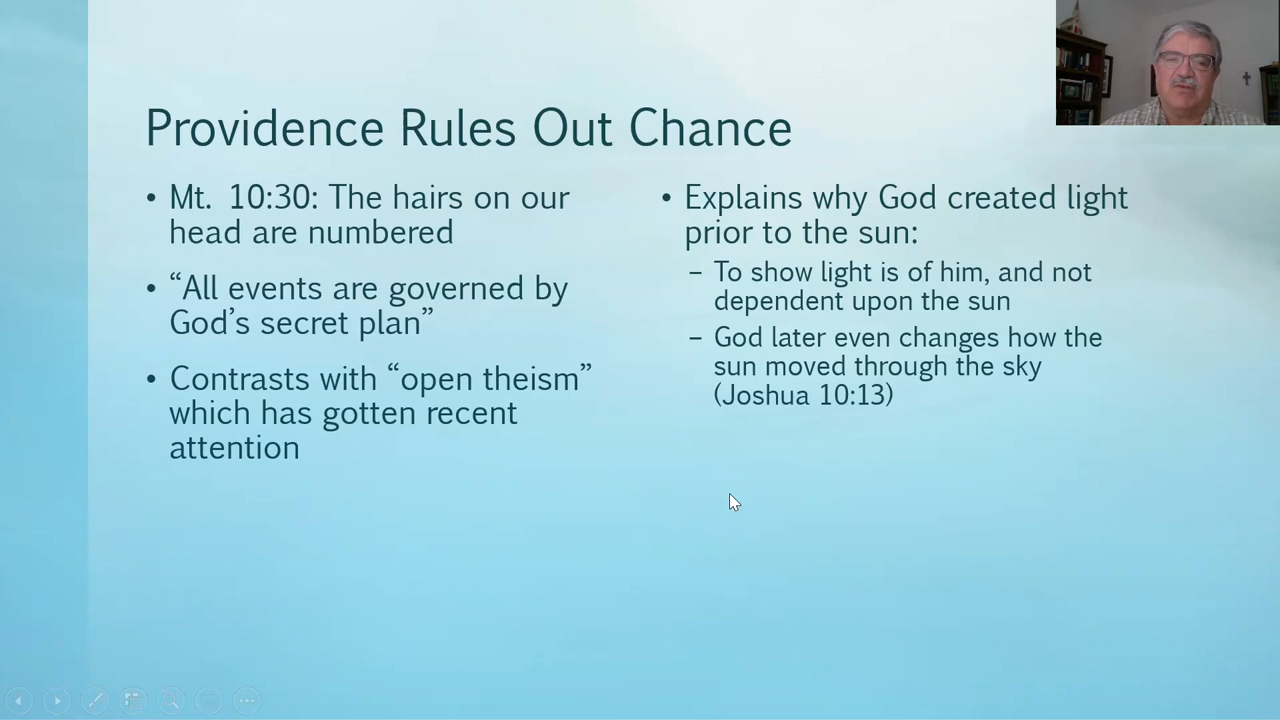 Providence Rules Out Chance
• Mt. 10:30: The hairs on our
head are numbered
• “All events are governed by
God’s secret plan”
• Contrasts with “open theism”
which has gotten recent
attention
• Explains why God created light
prior to the sun:
– To show light is of him, and not
dependent upon the sun
– God later even changes how the
sun moved through the sky
(Joshua 10:13)